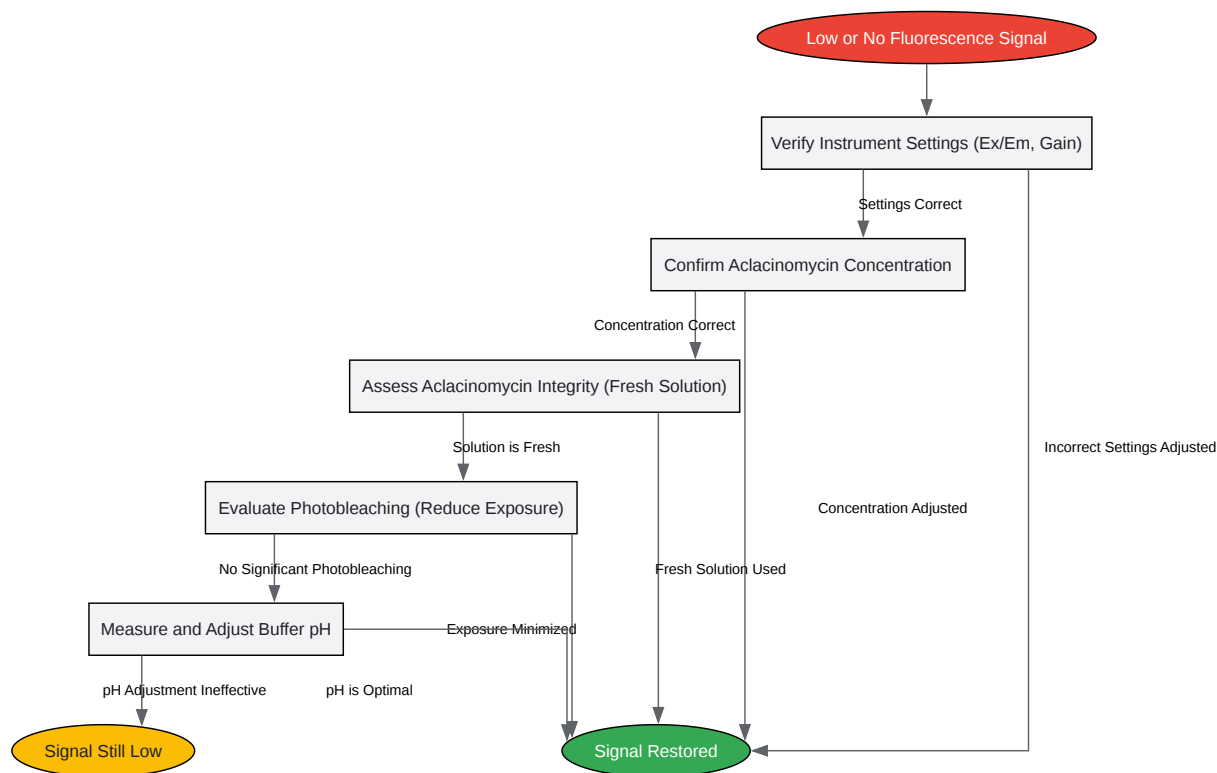 Low or No Fluorescence Signal
Verify Instrument Settings (Ex/Em, Gain)
Settings Correct
Confirm Aclacinomycin Concentration
Concentration Correct
Assess Aclacinomycin Integrity (Fresh Solution)
Solution is Fresh
Incorrect Settings Adjusted
Evaluate Photobleaching (Reduce Exposure)
Concentration Adjusted
No Significant Photobleaching
Fresh Solution Used
Measure and Adjust Buffer pH
Exposure Minimized
pH Adjustment Ineffective
pH is Optimal
Signal Still Low
Signal Restored